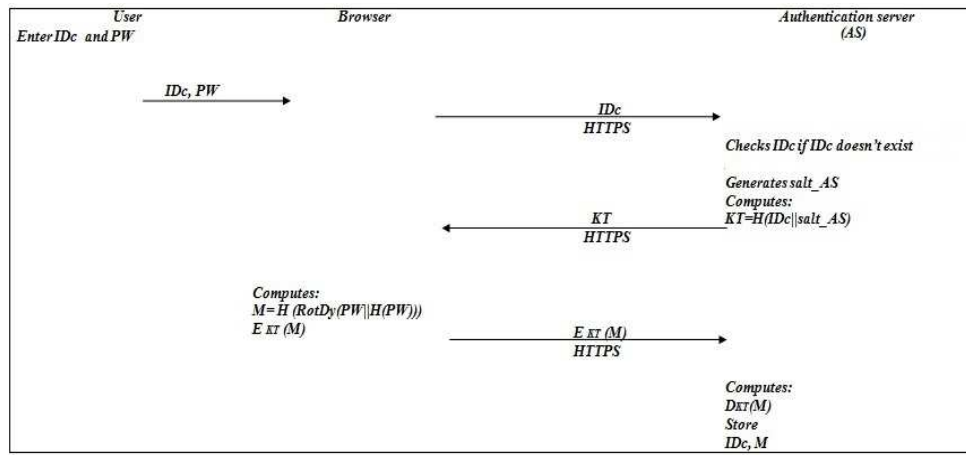 User Browser Authentication server
(AS)
Enter IDc and PW
IDc, PW
IDc
HTTPS
Checks IDc if IDc doesn't exist
Generates salt_AS
Computes:
KT=H(IDc||salt_AS)
KT
HTTPS
Computes:
M= H (RotDy(PW||H(PW)))
E KT (M)
E KT (M)
HTTPS
Computes:
DKT(M)
Store
IDc, M